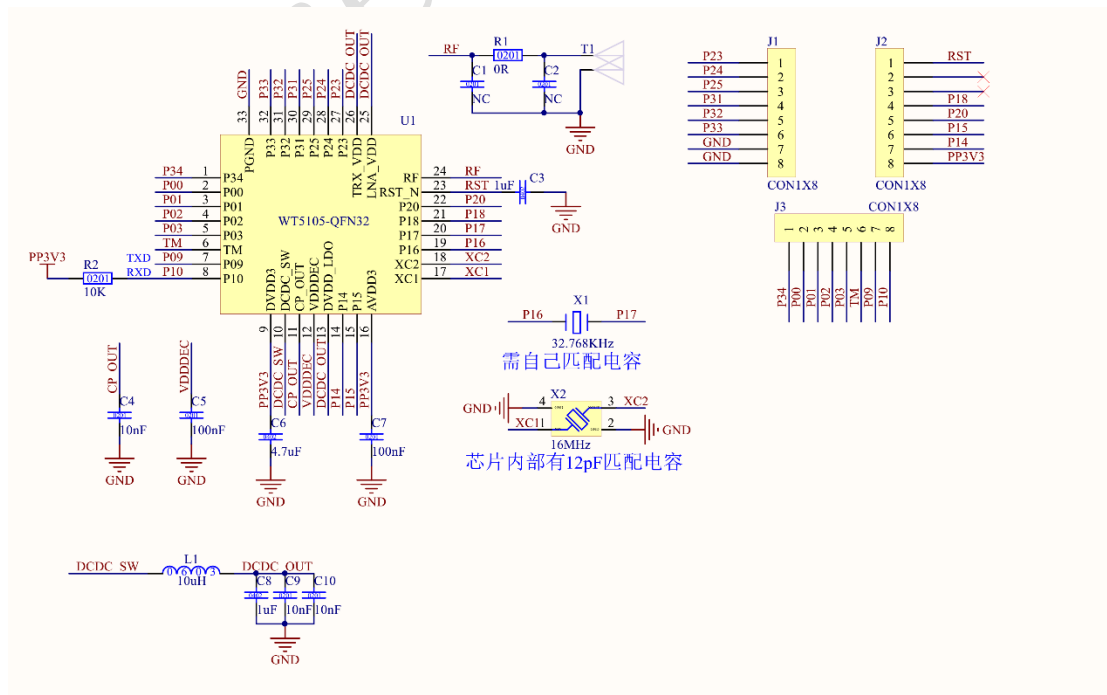 RF
R1
0201
0R
T1
C1
NC
C2
NC
GND
GND
P33
P32
P31
P25
P24
P23
DCDC_OUT
DCDC_OUT
33
32
31
30
29
28
27
26
25
U1
PGND
P33
P32
P31
P25
P24
P23
TRX_VDD
LNA_VDD
P34 1 P34
P00 2 P00
P01 3 P01
P02 4 P02
P03 5 P03
TM 6 TM
TXD P09 7 P09
RXD P10 8 P10
WT5105-QFN32
RF 24 RF
RST_N 23 RST
P20 22 P20
P18 21 P18
P17 20 P17
P16 19 P16
XC2 18 XC2
XC1 17 XC1
1uF
C3
GND
PP3V3
R2
0201
10K
DVDD3
DCDC_SW
CP_OUT
VDDDEC
DVDD_LDO
P14
P15
AVDD3
9
10
11
12
13
14
15
16
PP3V3
DCDC_SW
CP_OUT
VDDDEC
DCDC_OUT
P14
P15
PP3V3
CP_OUT
C4
10nF
GND
VDDDEC
C5
100nF
GND
C6
4.7uF
GND
C7
100nF
GND
J1
P23 1
P24 2
P25 3
P31 4
P32 5
P33 6
GND 7
GND 8
CON1X8
J2
1 RST
2
3
4 P18
5 P20
6 P15
7 P14
8 PP3V3
CON1X8
J3
1
2
3
4
5
6
7
8
P34
P00
P01
P02
P03
TM
P09
P10
P16
X1
P17
32.768KHz
需自己匹配电容
X2
GND 4
3 XC2
XC1 1
2 GND
16MHz
芯片内部有12pF匹配电容
DCDC_SW
L1
0603
10uH
DCDC_OUT
C8
1uF
C9
10nF
C10
10nF
GND